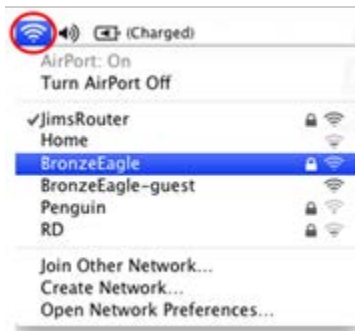 (Charged)
AirPort: On
Turn AirPort Off
✓JimsRouter
Home
BronzeEagle
BronzeEagle-guest
Penguin
RD
Join Other Network...
Create Network...
Open Network Preferences...